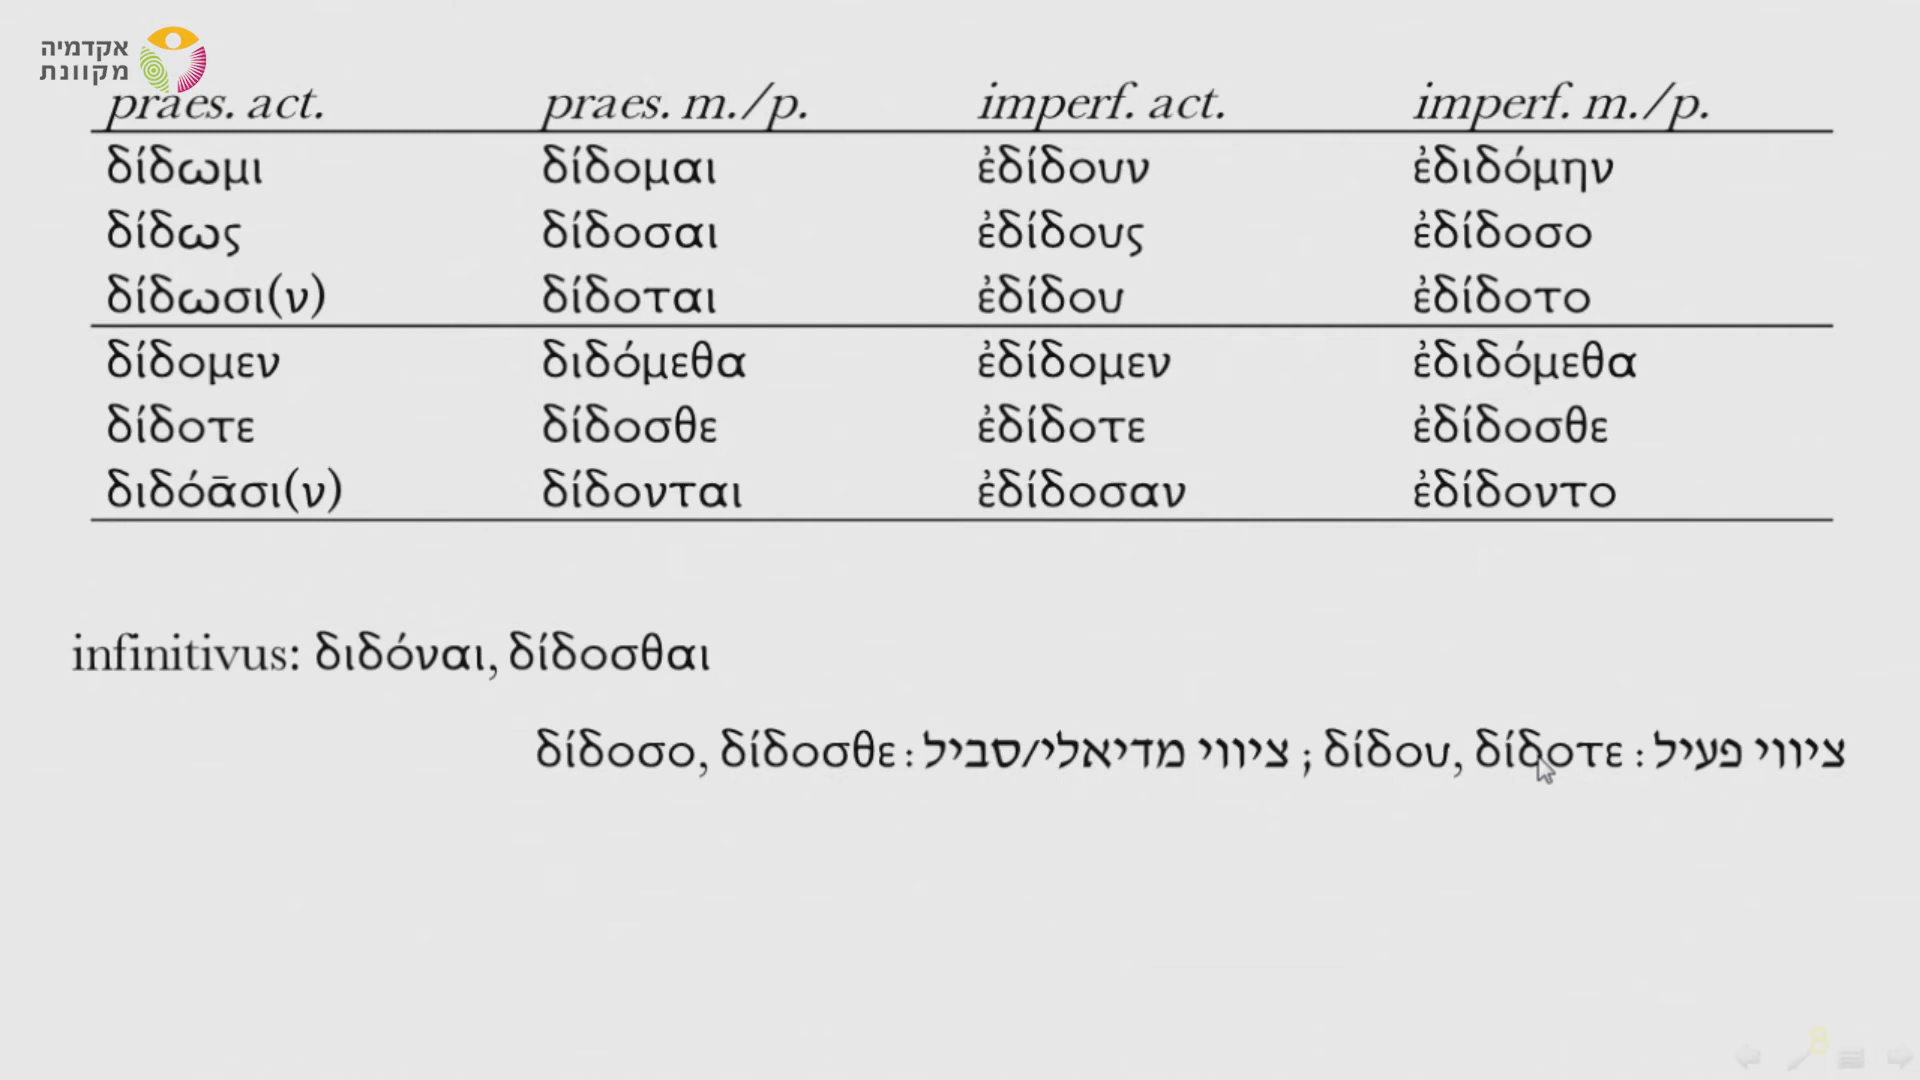 אקדמיה
מקוונת
praes. act. praes. m./p. imperf. act. imperf. m./p.
δίδωμι δίδομαι ἐδίδουν ἐδιδόμην
δίδως δίδοσαι ἐδίδους ἐδίδοσο
δίδωσι(ν) δίδοται ἐδίδου ἐδίδοτο
δίδομεν διδόμεθα ἐδίδομεν ἐδιδόμεθα
δίδοτε δίδοσθε ἐδίδοτε ἐδίδοσθε
διδόᾱσι(ν) δίδονται ἐδίδοσαν ἐδίδοντο
infinitivus: διδόναι, δίδοσθαι
ציווי פעיל: δίδου, δίδοτε ; ציווי מדיאלי/סביל: δίδοσο, δίδοσθε
8